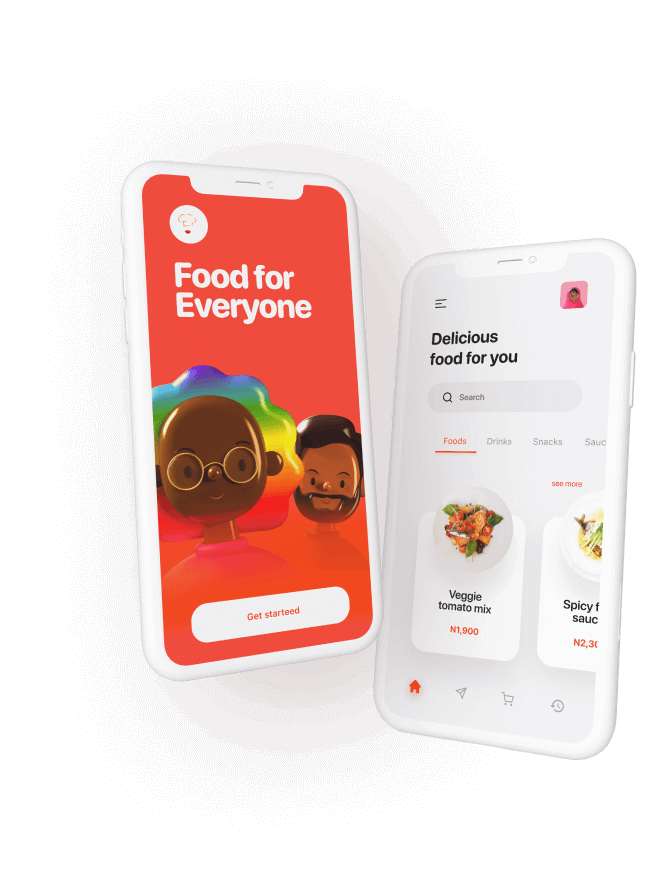 Food for
Everyone
Get starteed
Delicious
food for you
Search
Foods Drinks Snacks Sauc
see more
Veggie
tomato mix
N1,900
Spicy f
sauc
N2,30